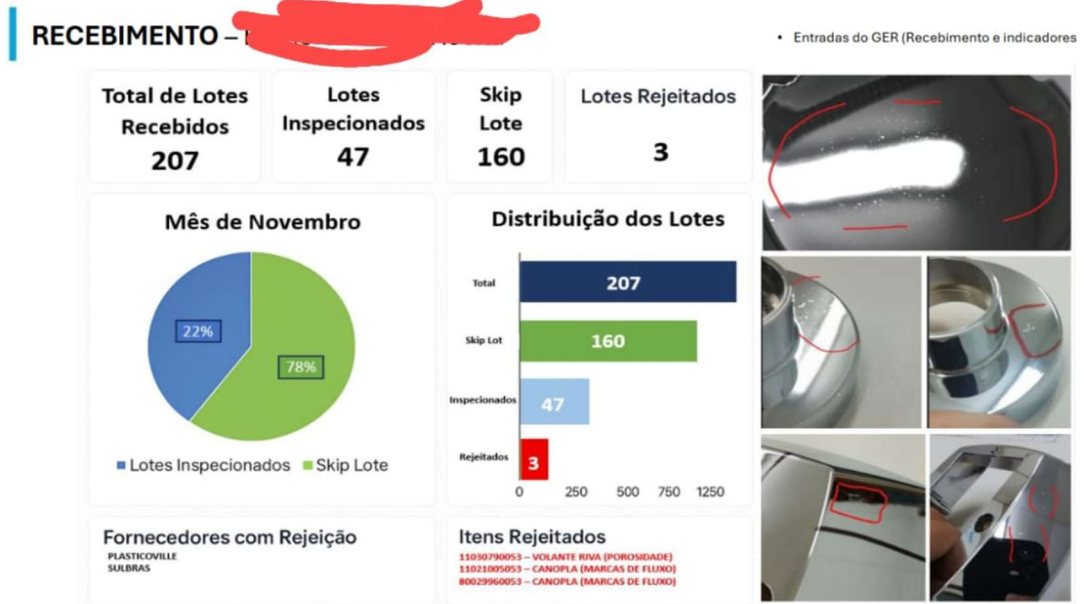 RECEBIMENTO –
• Entradas do GER (Recebimento e indicadores
Total de Lotes
Recebidos
207
Lotes
Inspecionados
47
Skip
Lote
160
Lotes Rejeitados
3
Mês de Novembro
22%
78%
Lotes Inspecionados
Skip Lote
Distribuição dos Lotes
Total
207
Skip Lot
160
Inspecionados
47
Rejeitados
3
0 250 500 750 1250
Fornecedores com Rejeição
PLASTICOVILLE
SULBRAS
Itens Rejeitados
11030790053 – VOLANTE RIVA (POROSIDADE)
11021005053 – CANOPLA (MARCAS DE FLUXO)
80029960053 – CANOPLA (MARCAS DE FLUXO)